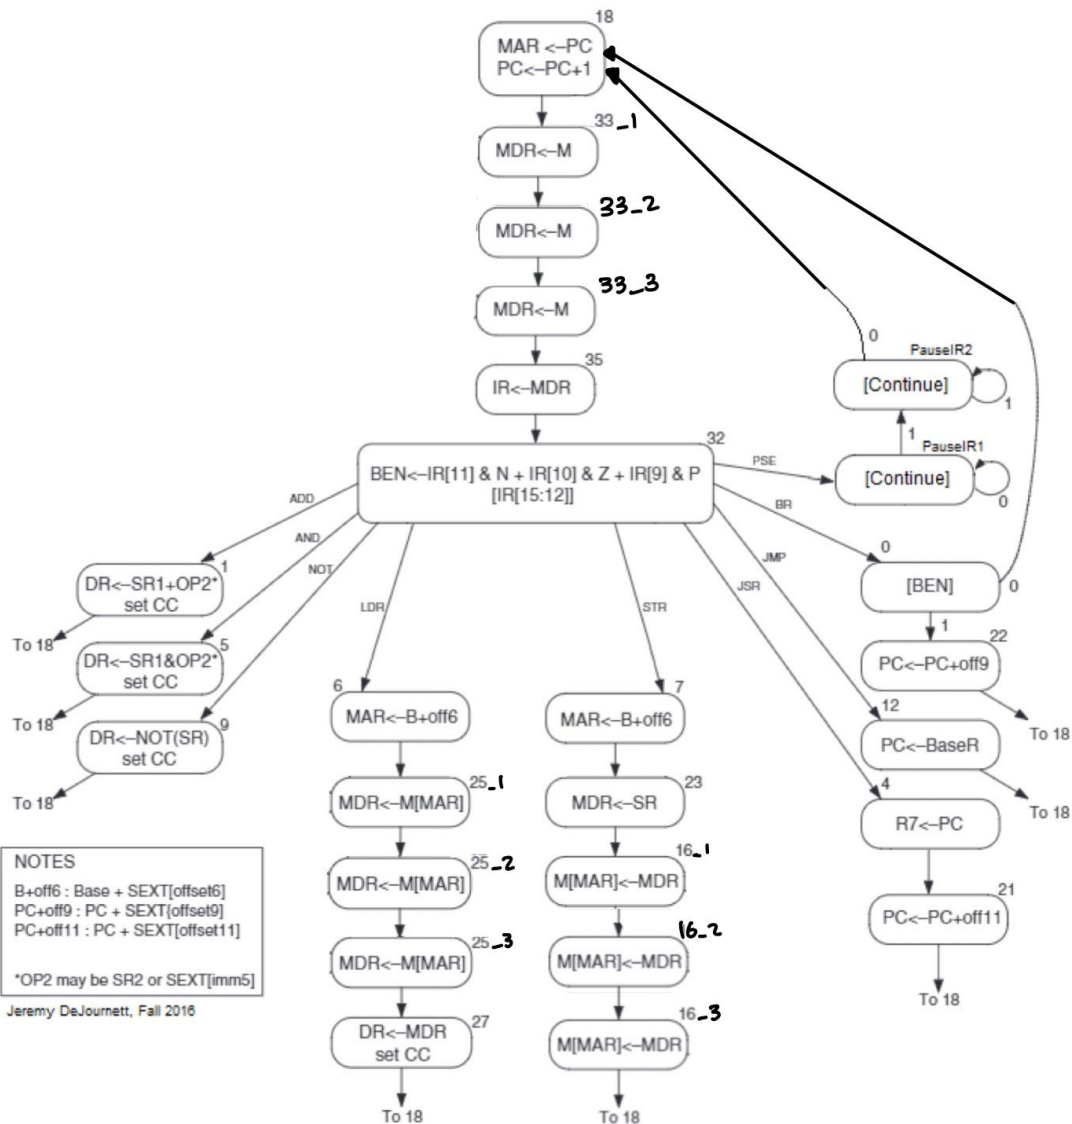 18
MAR <–PC
PC<–PC+1
33_1
MDR<–M
33_2
MDR<–M
33_3
MDR<–M
35
IR<–MDR
0
PauseIR2
[Continue]
1
1
PauseIR1
[Continue]
0
32
BEN<–IR[11] & N + IR[10] & Z + IR[9] & P
[IR[15:12]]
PSE
BR
JMP
JSR
ADD
AND
NOT
LDR
STR
1
DR<–SR1+OP2*
set CC
To 18
5
DR<–SR1&OP2*
set CC
To 18
9
DR<–NOT(SR)
set CC
To 18
6
MAR<–B+off6
25_1
MDR<–M[MAR]
25_2
MDR<–M[MAR]
25_3
MDR<–M[MAR]
27
DR<–MDR
set CC
To 18
7
MAR<–B+off6
23
MDR<–SR
16_1
M[MAR]<–MDR
16_2
M[MAR]<–MDR
16_3
M[MAR]<–MDR
To 18
0
[BEN]
0
1
22
PC<–PC+off9
To 18
12
PC<–BaseR
To 18
4
R7<–PC
21
PC<–PC+off11
To 18
NOTES
B+off6 : Base + SEXT[offset6]
PC+off9 : PC + SEXT{offset9]
PC+off11 : PC + SEXT[offset11]
*OP2 may be SR2 or SEXT[imm5]
Jeremy DeJournett, Fall 2016